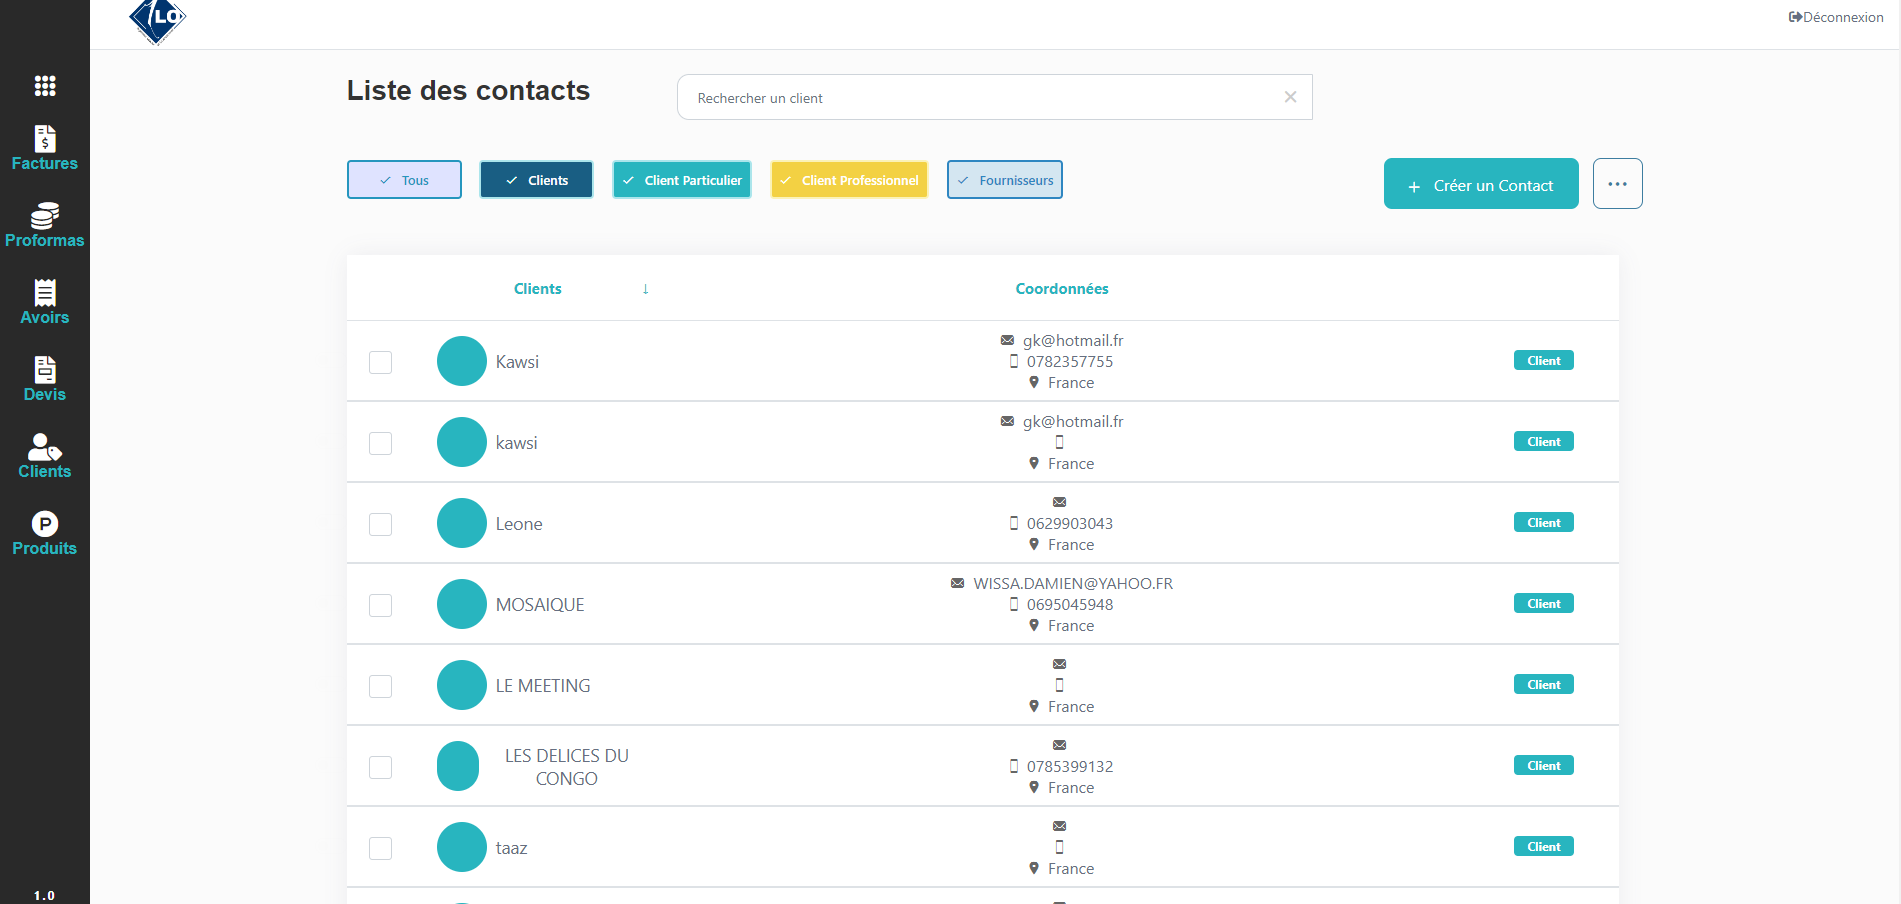 LO
Déconnexion
Liste des contacts
Rechercher un client
Factures
Proformas
Avoirs
Devis
Clients
Produits
1.0
Tous
Clients
Client Particulier
Client Professionnel
Fournisseurs
+ Créer un Contact
...
Clients ↓ Coordonnées
gk@hotmail.fr
Kawsi 0782357755 Client
France
gk@hotmail.fr
kawsi Client
France
Leone 0629903043 Client
France
WISSA.DAMIEN@YAHOO.FR
MOSAIQUE 0695045948 Client
France
LE MEETING Client
France
LES DELICES DU
CONGO 0785399132 Client
France
taaz Client
France